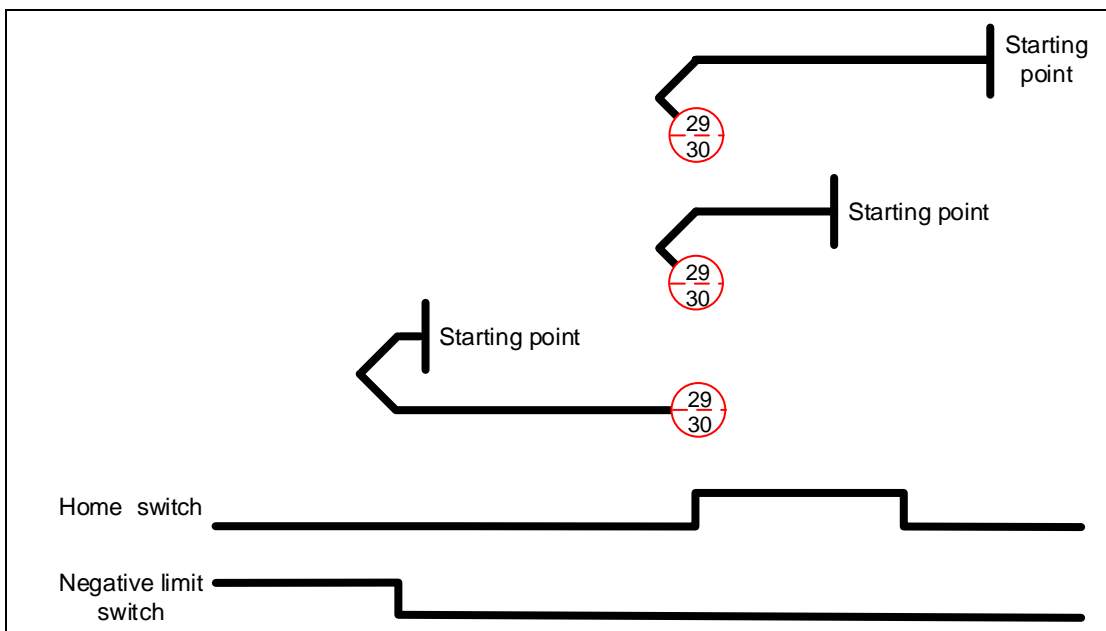 Starting
point
29
30
Starting point
29
30
Starting point
29
30
Home switch
Negative limit
switch